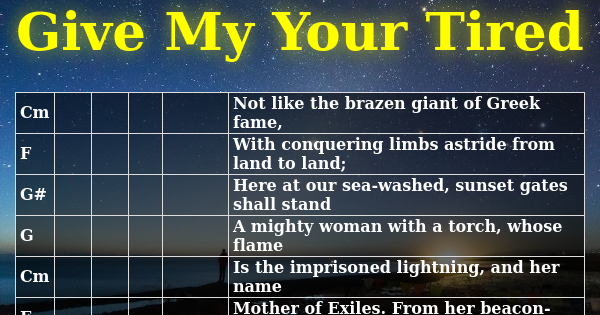 Give My Your Tired
Cm
Not like the brazen giant of Greek
fame,
F
With conquering limbs astride from
land to land;
G#
Here at our sea-washed, sunset gates
shall stand
G
A mighty woman with a torch, whose
flame
Cm
Is the imprisoned lightning, and her
name
Mother of Exiles. From her beacon-